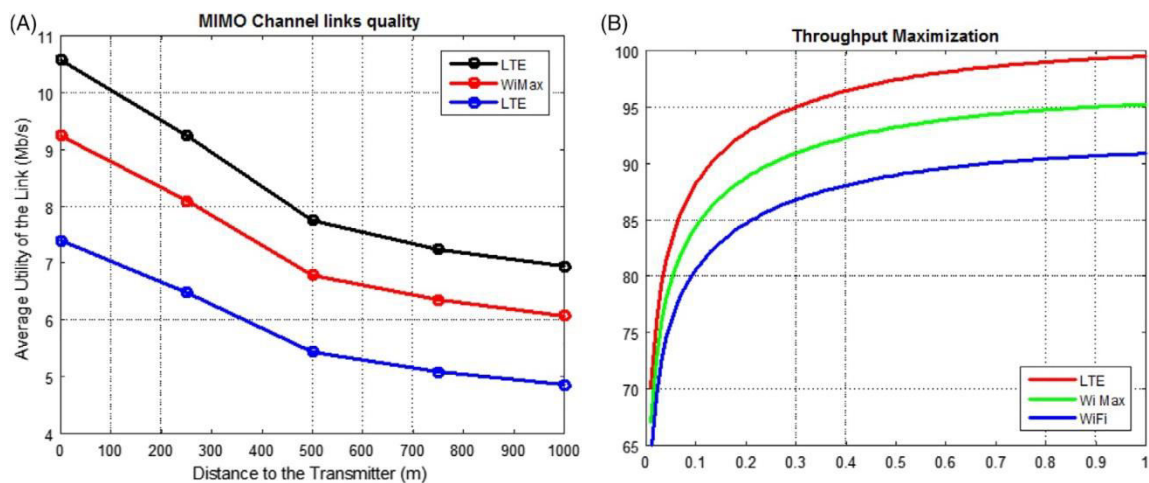 (A)
MIMO Channel links quality
11
10
9
8
7
6
5
4
Average Utility of the Link (Mb/s)
LTE
WiMax
LTE
0 100 200 300 400 500 600 700 800 900 1000
Distance to the Transmitter (m)
(B)
Throughput Maximization
100
95
90
85
80
75
70
65
LTE
Wi Max
WiFi
0 0.1 0.2 0.3 0.4 0.5 0.6 0.7 0.8 0.9 1